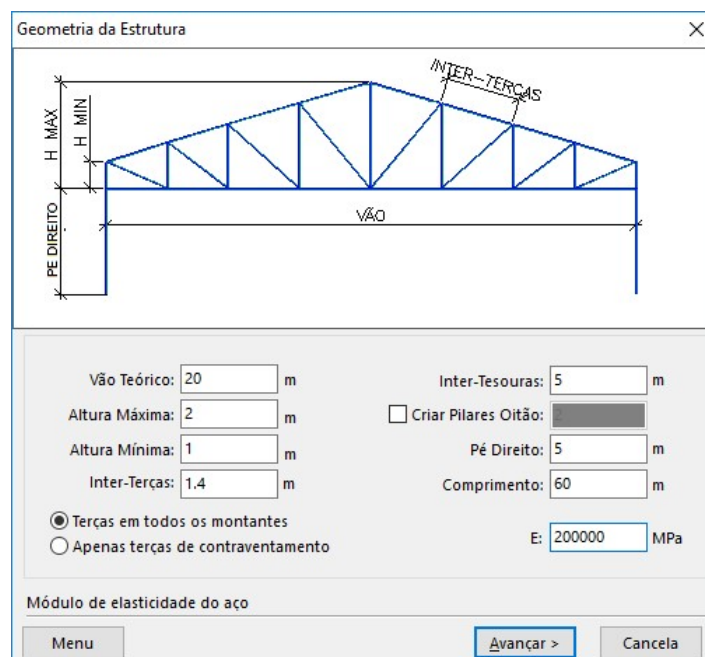 Geometria da Estrutura
INTER-TERÇAS
H MAX
H MIN
VÃO
PE DIREITO
Vão Teórico: 20 m
Inter-Tesouras: 5 m
Altura Máxima: 2 m
Criar Pilares Oitão: 2
Altura Mínima: 1 m
Pé Direito: 5 m
Inter-Terças: 1.4 m
Comprimento: 60 m
Terças em todos os montantes
Apenas terças de contraventamento
E: 200000 MPa
Módulo de elasticidade do aço
Menu
Avançar >
Cancela